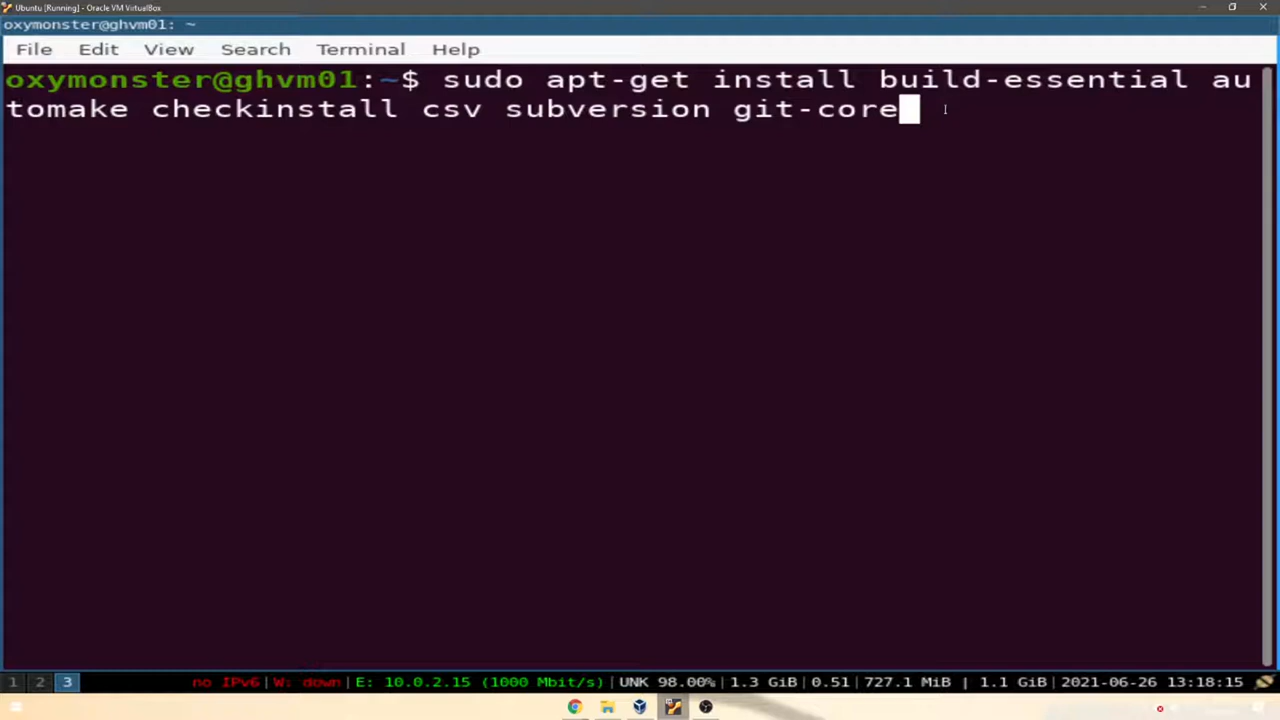 Ubuntu [Running] - Oracle VM VirtualBox
oxymonster@ghvm01: ~
File Edit View Search Terminal Help
oxymonster@ghvm01:~$ sudo apt-get install build-essential au
tomake checkinstall csv subversion git-core
1 2 3 no IPv6|W: down|E: 10.0.2.15 (1000 Mbit/s)|UNK 98.00%|1.3 GiB|0.51|727.1 MiB | 1.1 GiB|2021-06-26 13:18:15